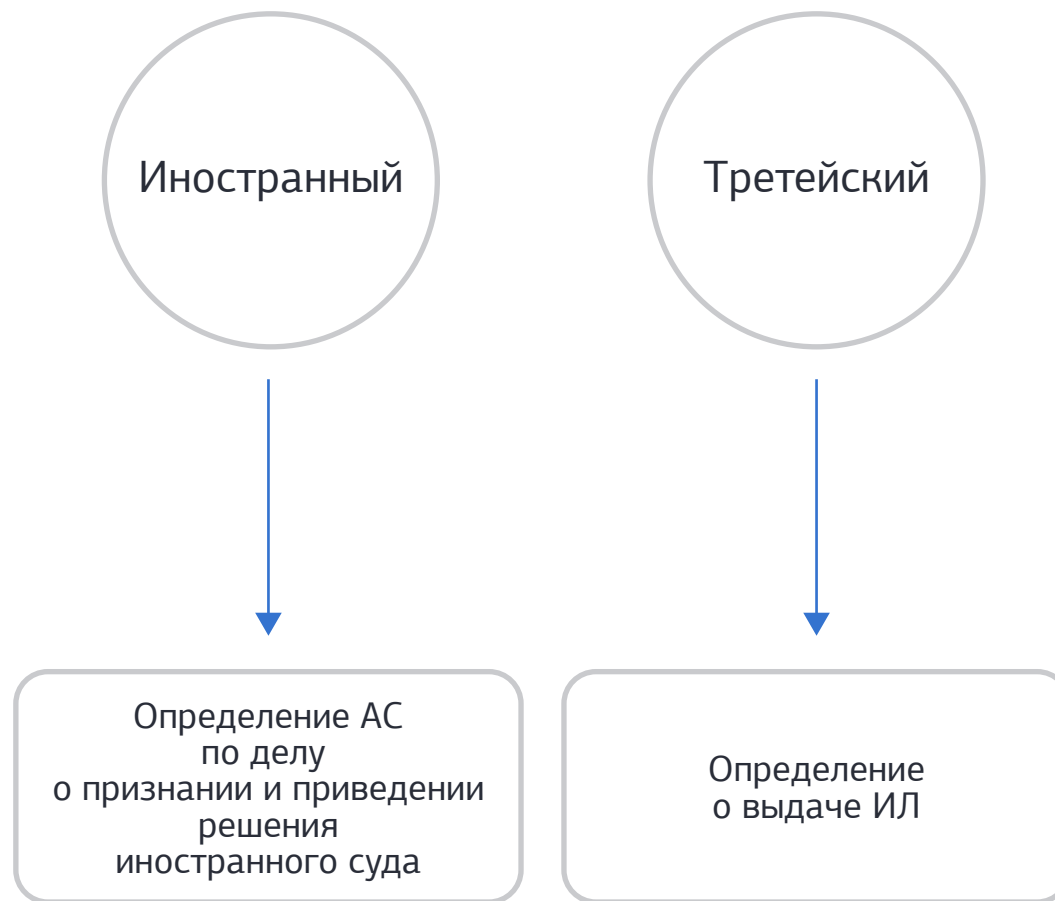 Иностранный
Третейский
Определение АС
по делу
о признании и приведении
решения
иностранного суда
Определение
о выдаче ИЛ